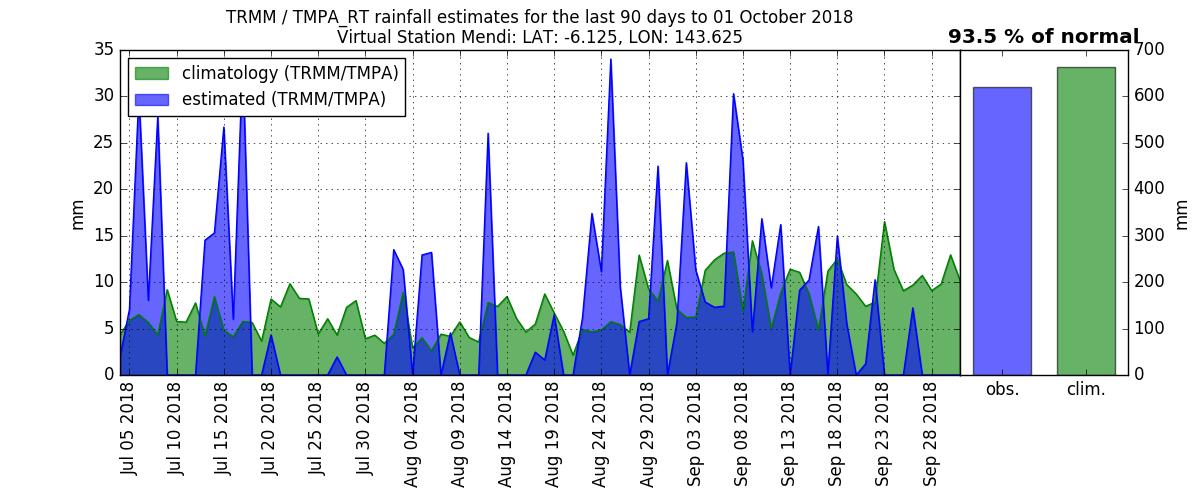 TRMM / TMPA_RT rainfall estimates for the last 90 days to 01 October 2018
Virtual Station Mendi: LAT: -6.125, LON: 143.625
93.5 % of normal
climatology (TRMM/TMPA)
estimated (TRMM/TMPA)
35
30
25
20
15
10
5
0
mm
Jul 05 2018
Jul 10 2018
Jul 15 2018
Jul 20 2018
Jul 25 2018
Jul 30 2018
Aug 04 2018
Aug 09 2018
Aug 14 2018
Aug 19 2018
Aug 24 2018
Aug 29 2018
Sep 03 2018
Sep 08 2018
Sep 13 2018
Sep 18 2018
Sep 23 2018
Sep 28 2018
700
600
500
400
300
200
100
0
mm
obs.
clim.